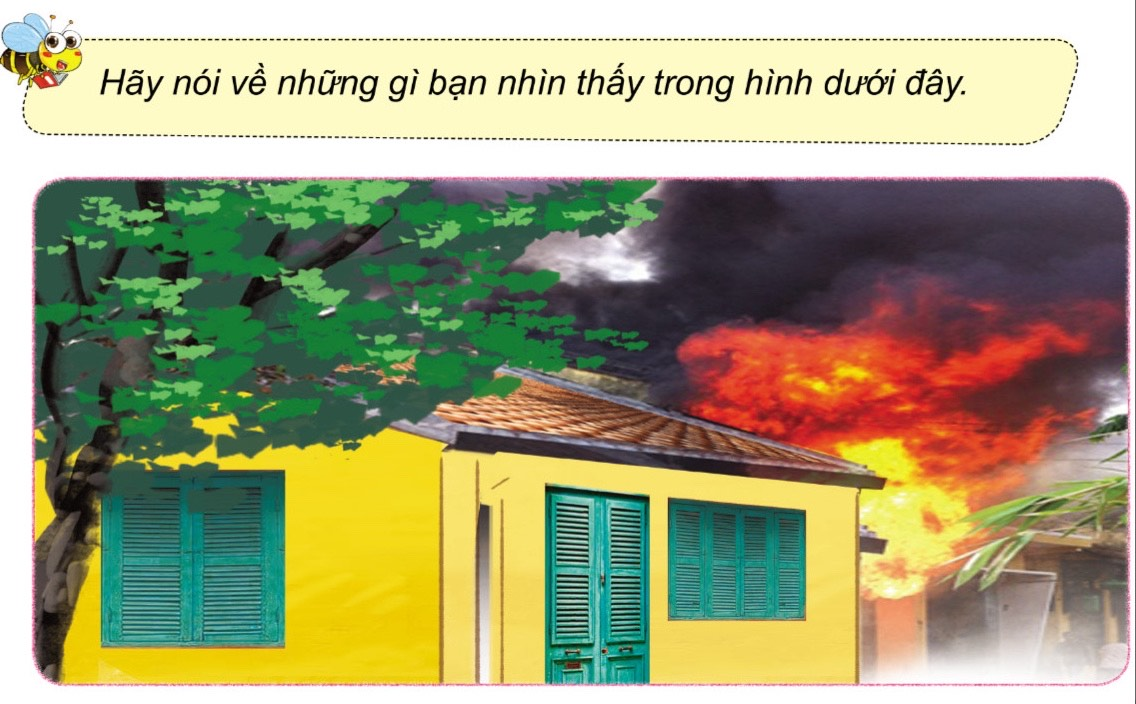 Hãy nói về những gì bạn nhìn thấy trong hình dưới đây.